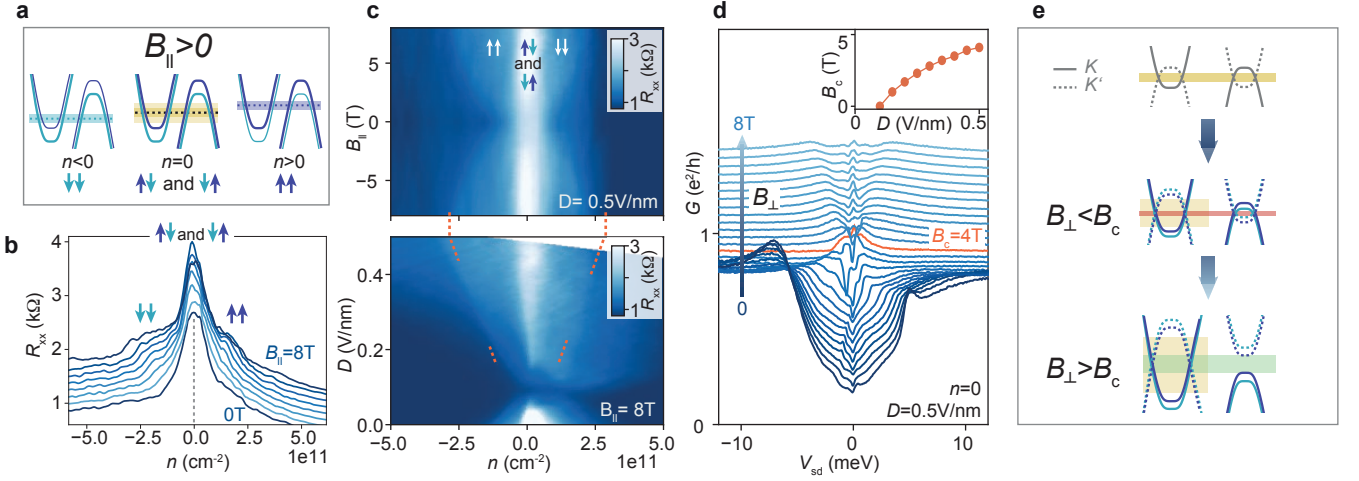 a
B∥>0
n<0
n=0
n>0
↓↓
↑↓ and ↓↑
↑↑
b
↑↓ and ↓↑
↓↓
↑↑
B∥=8T
0T
Rxx (kΩ)
4
3
2
1
−5.0
−2.5
0.0
2.5
5.0
n (cm⁻²)
1e11
c
↑↑
↑↓
and
↓↑
↓↓
3
1
Rxx (kΩ)
B∥ (T)
5
0
−5
D= 0.5V/nm
3
1
Rxx (kΩ)
D (V/nm)
0.4
0.2
0.0
B∥= 8T
−5.0
−2.5
0.0
2.5
5.0
n (cm⁻²)
1e11
d
Bc (T)
5
0
0
D (V/nm)
0.5
8T
B⊥
0
Bc=4T
G (e²/h)
1
0
n=0
D=0.5V/nm
−10
0
10
Vsd (meV)
e
K
K'
B⊥<Bc
B⊥>Bc